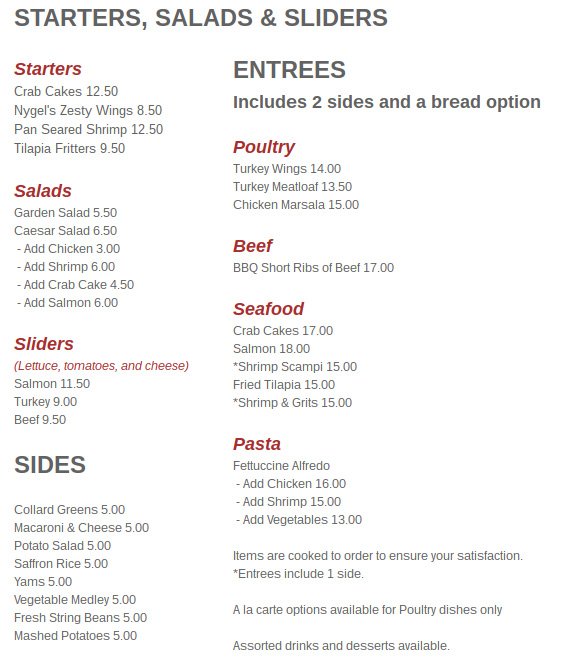 STARTERS, SALADS & SLIDERS
Starters
Crab Cakes 12.50
Nygel's Zesty Wings 8.50
Pan Seared Shrimp 12.50
Tilapia Fritters 9.50
Salads
Garden Salad 5.50
Caesar Salad 6.50
- Add Chicken 3.00
- Add Shrimp 6.00
- Add Crab Cake 4.50
- Add Salmon 6.00
Sliders
(Lettuce, tomatoes, and cheese)
Salmon 11.50
Turkey 9.00
Beef 9.50
SIDES
Collard Greens 5.00
Macaroni & Cheese 5.00
Potato Salad 5.00
Saffron Rice 5.00
Yams 5.00
Vegetable Medley 5.00
Fresh String Beans 5.00
Mashed Potatoes 5.00
ENTREES
Includes 2 sides and a bread option
Poultry
Turkey Wings 14.00
Turkey Meatloaf 13.50
Chicken Marsala 15.00
Beef
BBQ Short Ribs of Beef 17.00
Seafood
Crab Cakes 17.00
Salmon 18.00
*Shrimp Scampi 15.00
Fried Tilapia 15.00
*Shrimp & Grits 15.00
Pasta
Fettuccine Alfredo
- Add Chicken 16.00
- Add Shrimp 15.00
- Add Vegetables 13.00
Items are cooked to order to ensure your satisfaction.
*Entrees include 1 side.
A la carte options available for Poultry dishes only
Assorted drinks and desserts available.